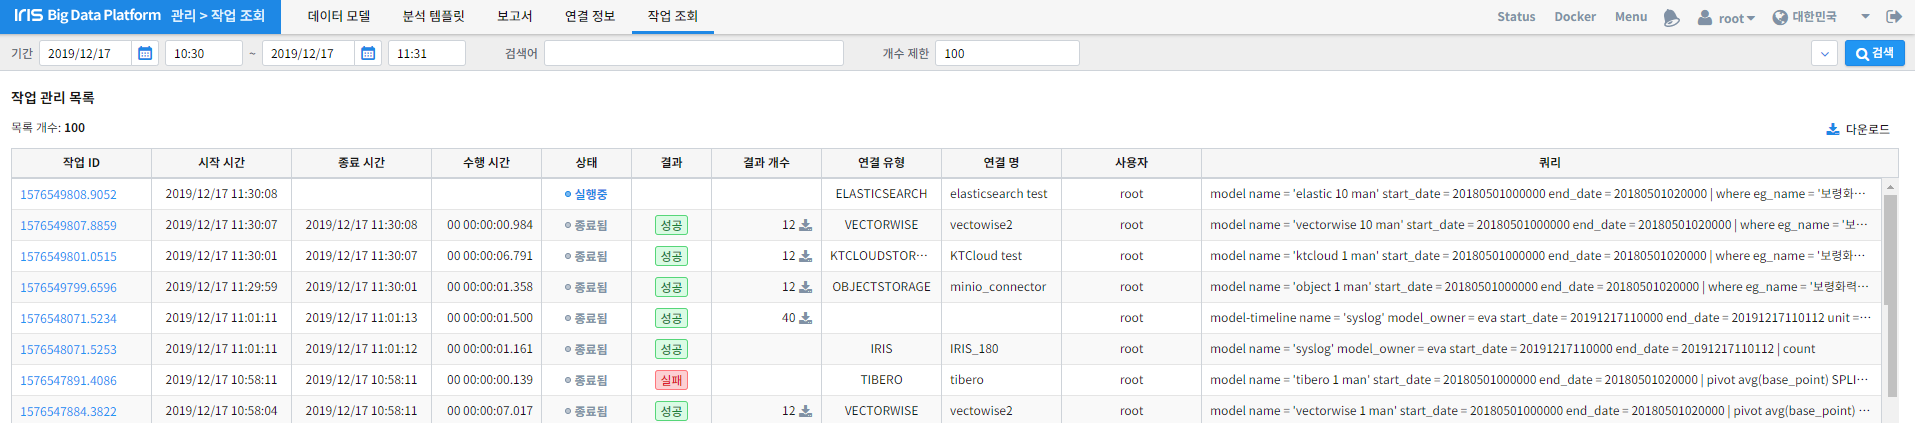 IRIS Big Data Platform 관리 > 작업 조회 데이터 모델 분석 템플릿 보고서 연결 정보 작업 조회 Status Docker Menu root 대한민국
기간 2019/12/17 10:30 ~ 2019/12/17 11:31 검색어 개수 제한 100 검색
작업 관리 목록
목록 개수: 100
다운로드
작업 ID 시작 시간 종료 시간 수행 시간 상태 결과 결과 개수 연결 유형 연결 명 사용자 쿼리
1576549808.9052 2019/12/17 11:30:08 실행중 ELASTICSEARCH elasticsearch test root model name = 'elastic 10 man' start_date = 20180501000000 end_date = 20180501020000 | where eg_name = '보령화…
1576549807.8859 2019/12/17 11:30:07 2019/12/17 11:30:08 00 00:00:00.984 종료됨 성공 12 VECTORWISE vectowise2 root model name = 'vectorwise 10 man' start_date = 20180501000000 end_date = 20180501020000 | where eg_name = '보…
1576549801.0515 2019/12/17 11:30:01 2019/12/17 11:30:07 00 00:00:06.791 종료됨 성공 12 KTCLOUDSTOR… KTCloud test root model name = 'ktcloud 1 man' start_date = 20180501000000 end_date = 20180501020000 | where eg_name = '보령화…
1576549799.6596 2019/12/17 11:29:59 2019/12/17 11:30:01 00 00:00:01.358 종료됨 성공 12 OBJECTSTORAGE minio_connector root model name = 'object 1 man' start_date = 20180501000000 end_date = 20180501020000 | where eg_name = '보령화력…
1576548071.5234 2019/12/17 11:01:11 2019/12/17 11:01:13 00 00:00:01.500 종료됨 성공 40 root model-timeline name = 'syslog' model_owner = eva start_date = 20191217110000 end_date = 20191217110112 unit =…
1576548071.5253 2019/12/17 11:01:11 2019/12/17 11:01:12 00 00:00:01.161 종료됨 성공 IRIS IRIS_180 root model name = 'syslog' model_owner = eva start_date = 20191217110000 end_date = 20191217110112 | count
1576547891.4086 2019/12/17 10:58:11 2019/12/17 10:58:11 00 00:00:00.139 종료됨 실패 TIBERO tibero root model name = 'tibero 1 man' start_date = 20180501000000 end_date = 20180501020000 | pivot avg(base_point) SPLI…
1576547884.3822 2019/12/17 10:58:04 2019/12/17 10:58:11 00 00:00:07.017 종료됨 성공 12 VECTORWISE vectowise2 root model name = 'vectorwise 1 man' start_date = 20180501000000 end_date = 20180501020000 | pivot avg(base_point) …